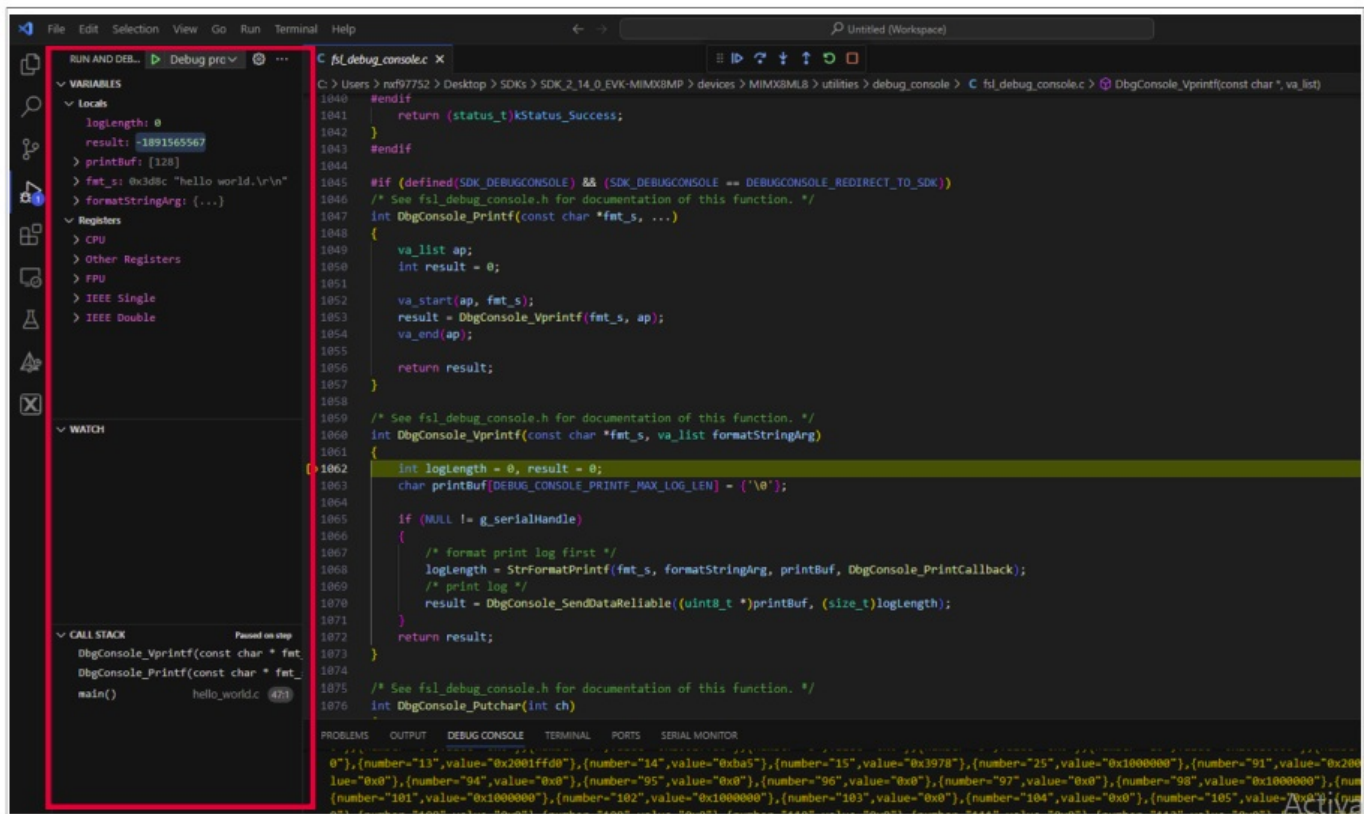 File Edit Selection View Go Run Terminal Help
Untitled (Workspace)
RUN AND DEB... Debug prc
VARIABLES
Locals
logLength: 0
result: -1891565567
printBuf: [128]
fmt_s: 0x3d8c "hello world.\r\n"
formatStringArg: {...}
Registers
CPU
Other Registers
FPU
IEEE Single
IEEE Double
WATCH
CALL STACK Paused on step
DbgConsole_Vprintf(const char * fmt_
DbgConsole_Printf(const char * fmt_
main() hello_world.c 47:1
1
C fsl_debug_console.c
C: > Users > nxf97752 > Desktop > SDKs > SDK_2_14_0_EVK-MIMX8MP > devices > MIMX8ML8 > utilities > debug_console > C fsl_debug_console.c > DbgConsole_Vprintf(const char *, va_list)
1040 #endif
1041 return (status_t)kStatus_Success;
1042 }
1043 #endif
1044
1045 #if (defined(SDK_DEBUGCONSOLE) && (SDK_DEBUGCONSOLE == DEBUGCONSOLE_REDIRECT_TO_SDK))
1046 /* See fsl_debug_console.h for documentation of this function. */
1047 int DbgConsole_Printf(const char *fmt_s, ...)
1048 {
1049 va_list ap;
1050 int result = 0;
1051
1052 va_start(ap, fmt_s);
1053 result = DbgConsole_Vprintf(fmt_s, ap);
1054 va_end(ap);
1055
1056 return result;
1057 }
1058
1059 /* See fsl_debug_console.h for documentation of this function. */
1060 int DbgConsole_Vprintf(const char *fmt_s, va_list formatStringArg)
1061 {
1062 int logLength = 0, result = 0;
1063 char printBuf[DEBUG_CONSOLE_PRINTF_MAX_LOG_LEN] = {'\0'};
1064
1065 if (NULL != g_serialHandle)
1066 {
1067 /* format print log first */
1068 logLength = StrFormatPrintf(fmt_s, formatStringArg, printBuf, DbgConsole_PrintCallback);
1069 /* print log */
1070 result = DbgConsole_SendDataReliable((uint8_t *)printBuf, (size_t)logLength);
1071 }
1072 return result;
1073 }
1074
1075 /* See fsl_debug_console.h for documentation of this function. */
1076 int DbgConsole_Putchar(int ch)
PROBLEMS OUTPUT DEBUG CONSOLE TERMINAL PORTS SERIAL MONITOR
0"},{number="13",value="0x2001ffd0"},{number="14",value="0xba5"},{number="15",value="0x3978"},{number="25",value="0x1000000"},{number="91",value="0x200
lue="0x0"},{number="94",value="0x0"},{number="95",value="0x0"},{number="96",value="0x0"},{number="97",value="0x0"},{number="98",value="0x1000000"},{num
{number="101",value="0x1000000"},{number="102",value="0x1000000"},{number="103",value="0x0"},{number="104",value="0x0"},{number="105",value="0x0"},{num
Activa